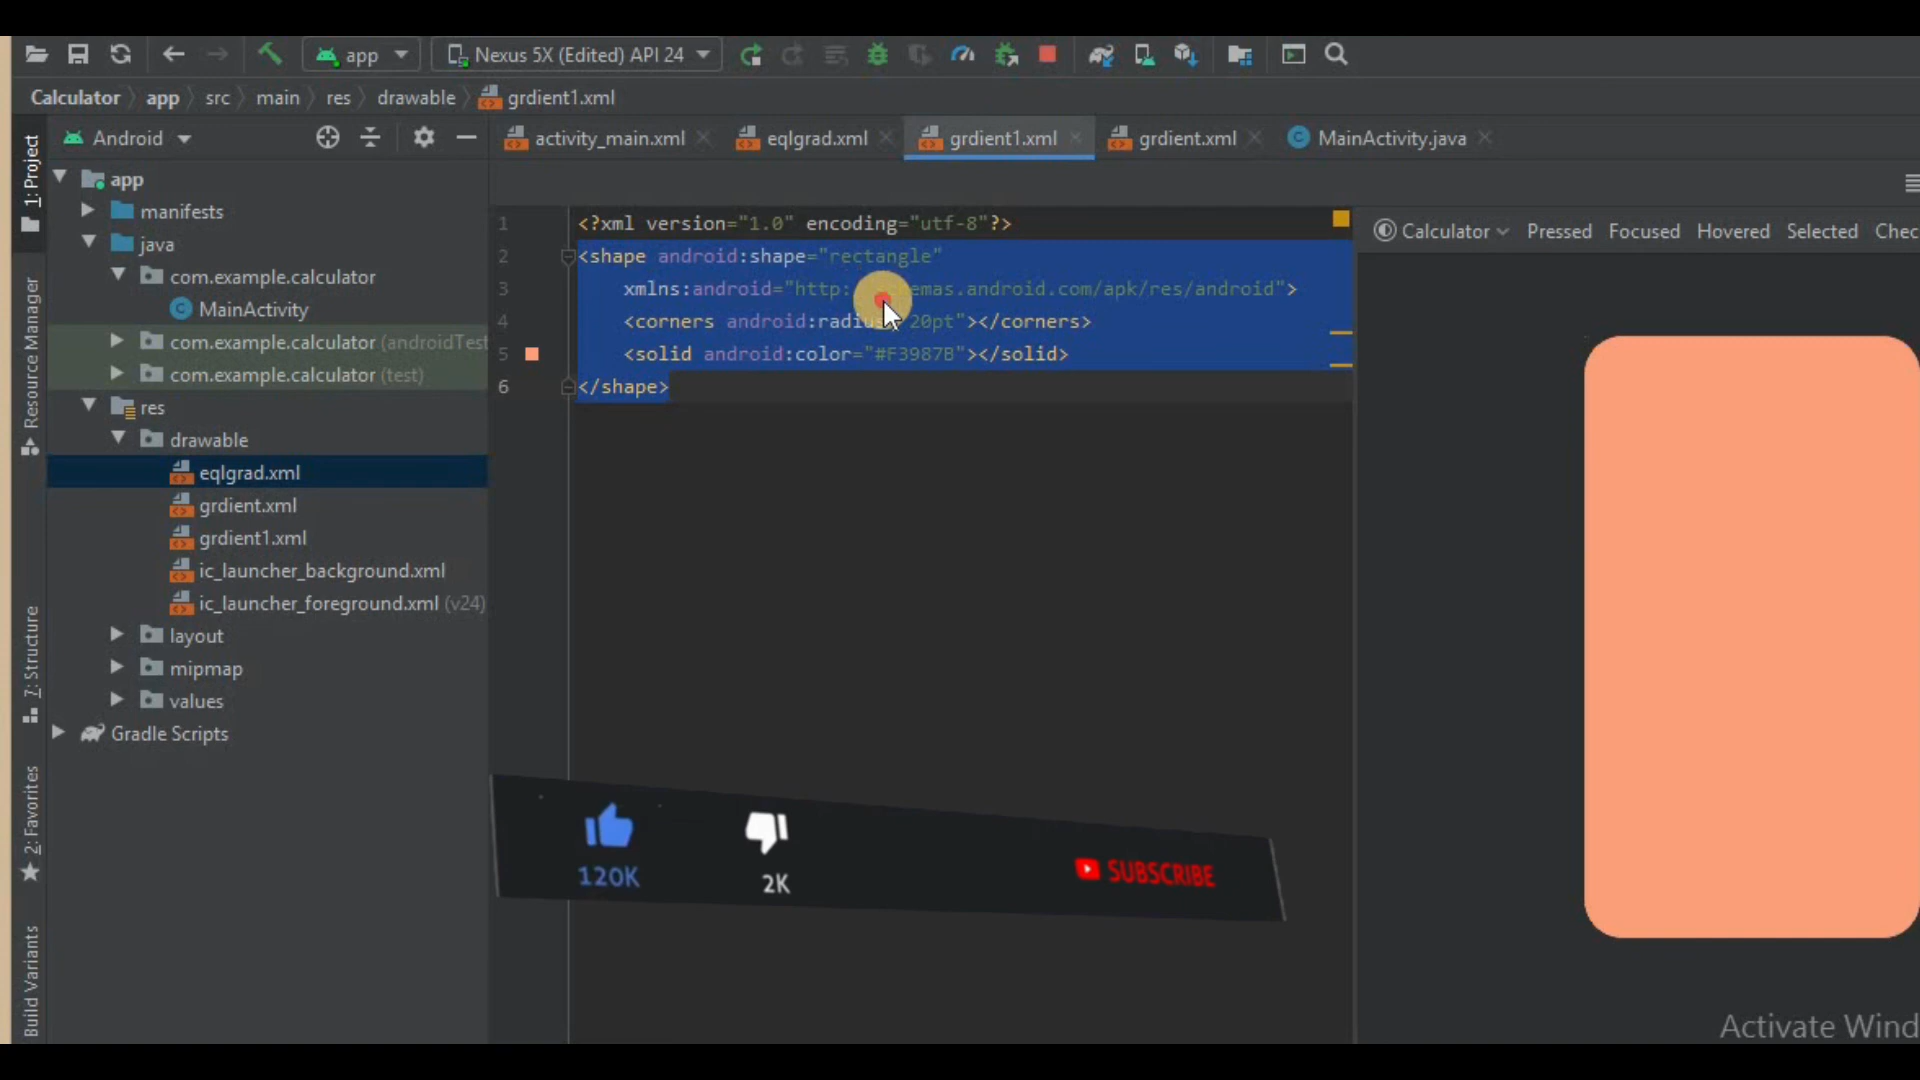 app
Nexus 5X (Edited) API 24
Calculator app src main res drawable grdient1.xml
Android
activity_main.xml
eqlgrad.xml
grdient1.xml
grdient.xml
MainActivity.java
1: Project
Resource Manager
7: Structure
2: Favorites
Build Variants
app
manifests
java
com.example.calculator
MainActivity
com.example.calculator (androidTest
com.example.calculator (test)
res
drawable
eqlgrad.xml
grdient.xml
grdient1.xml
ic_launcher_background.xml
ic_launcher_foreground.xml (v24)
layout
mipmap
values
Gradle Scripts
1 <?xml version="1.0" encoding="utf-8"?>
2 <shape android:shape="rectangle"
3 xmlns:android="http: emas.android.com/apk/res/android">
4 <corners android:radius 20pt"></corners>
5 <solid android:color="#F3987B"></solid>
6 </shape>
Calculator Pressed Focused Hovered Selected Chec
120K
2K
SUBSCRIBE
Activate Wind